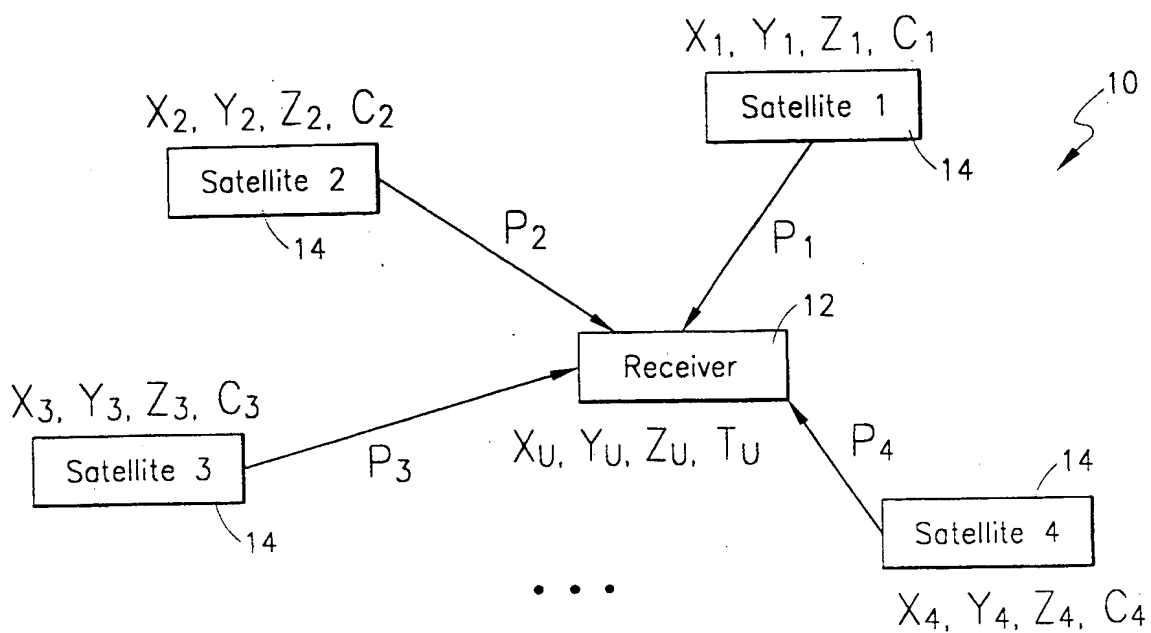 X1, Y1, Z1, C1
10
Satellite 1
14
X2, Y2, Z2, C2
Satellite 2
14
P2
P1
12
Receiver
XU, YU, ZU, TU
X3, Y3, Z3, C3
Satellite 3
14
P3
P4
14
Satellite 4
X4, Y4, Z4, C4
• • •